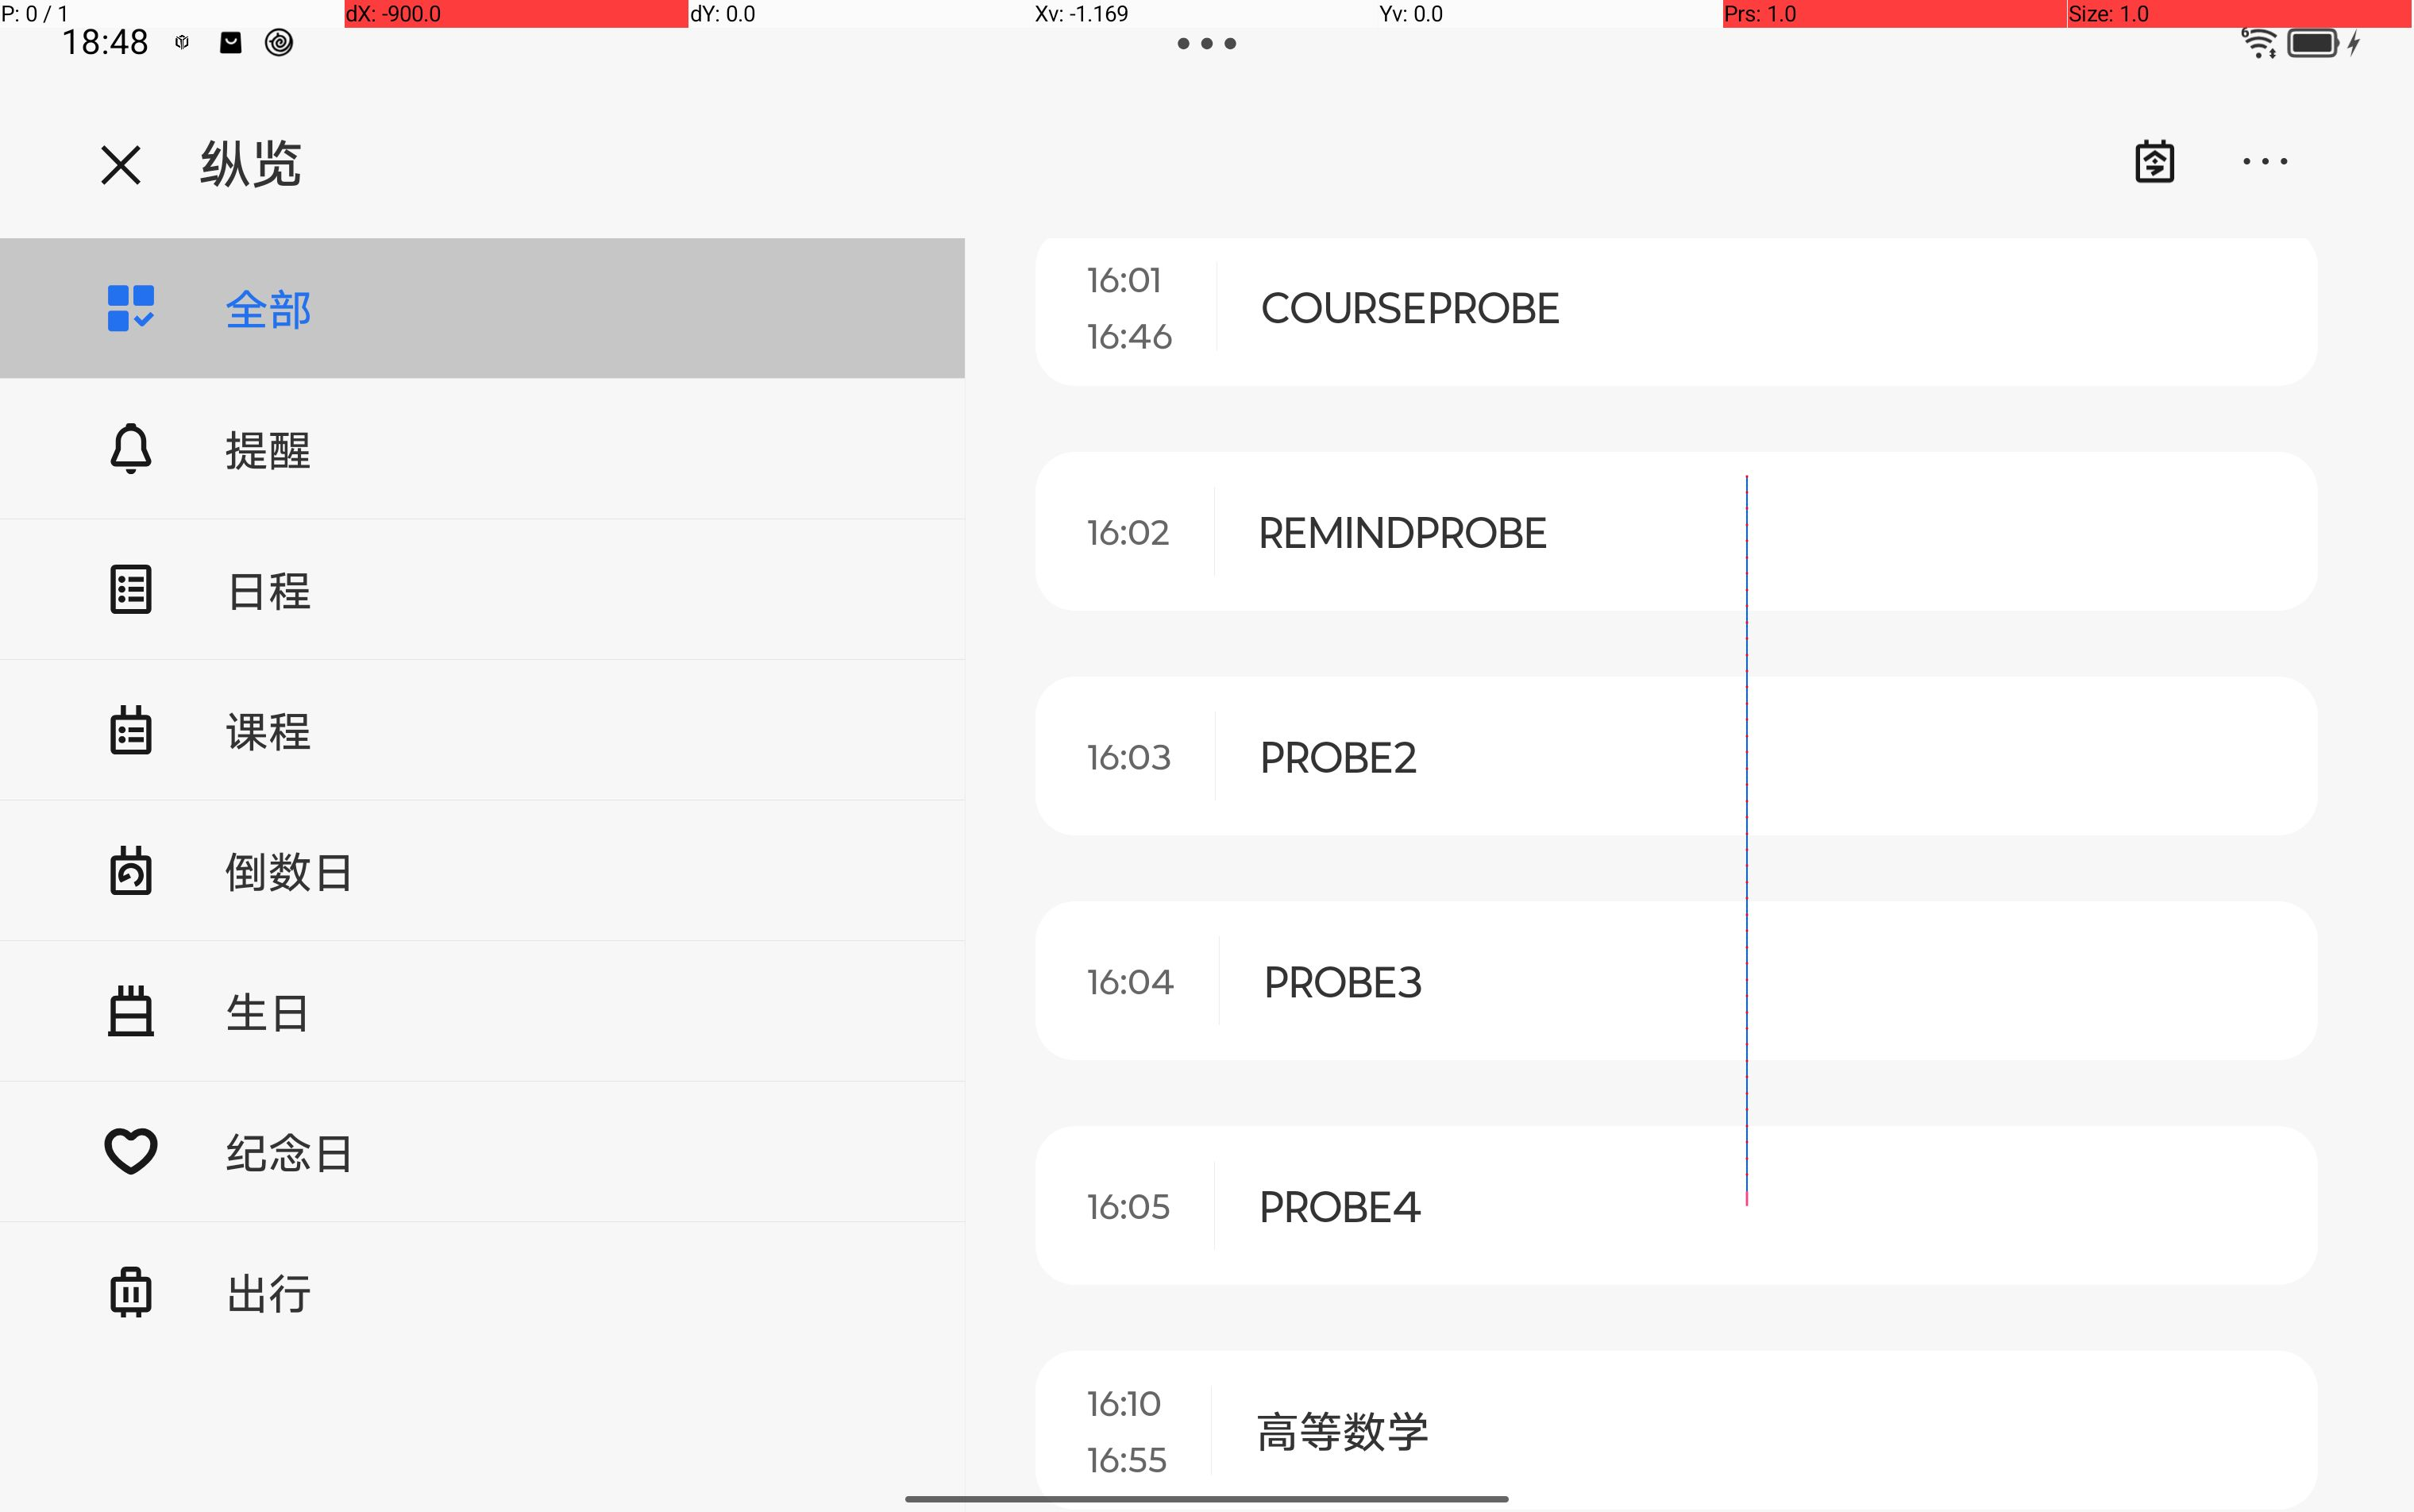 P: 0 / 1
dX: -900.0
dY: 0.0
Xv: -1.169
Yv: 0.0
Prs: 1.0
Size: 1.0
18:48
6
纵览
今
全部
提醒
日程
课程
倒数日
生日
纪念日
出行
16:01
16:46
COURSEPROBE
16:02
REMINDPROBE
16:03
PROBE2
16:04
PROBE3
16:05
PROBE4
16:10
16:55
高等数学